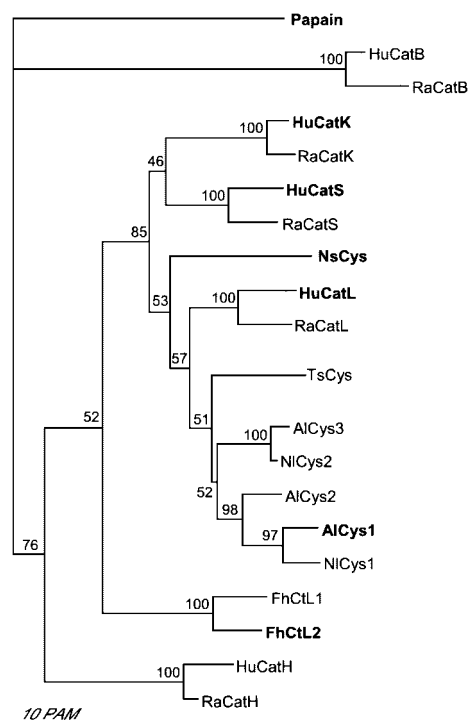 Papain
100
HuCatB
RaCatB
100
HuCatK
RaCatK
46
100
HuCatS
RaCatS
85
NsCys
53
100
HuCatL
RaCatL
57
TsCys
51
100
AlCys3
NlCys2
52
AlCys2
98
97
AlCys1
NlCys1
52
76
100
FhCtL1
FhCtL2
100
HuCatH
RaCatH
10 PAM